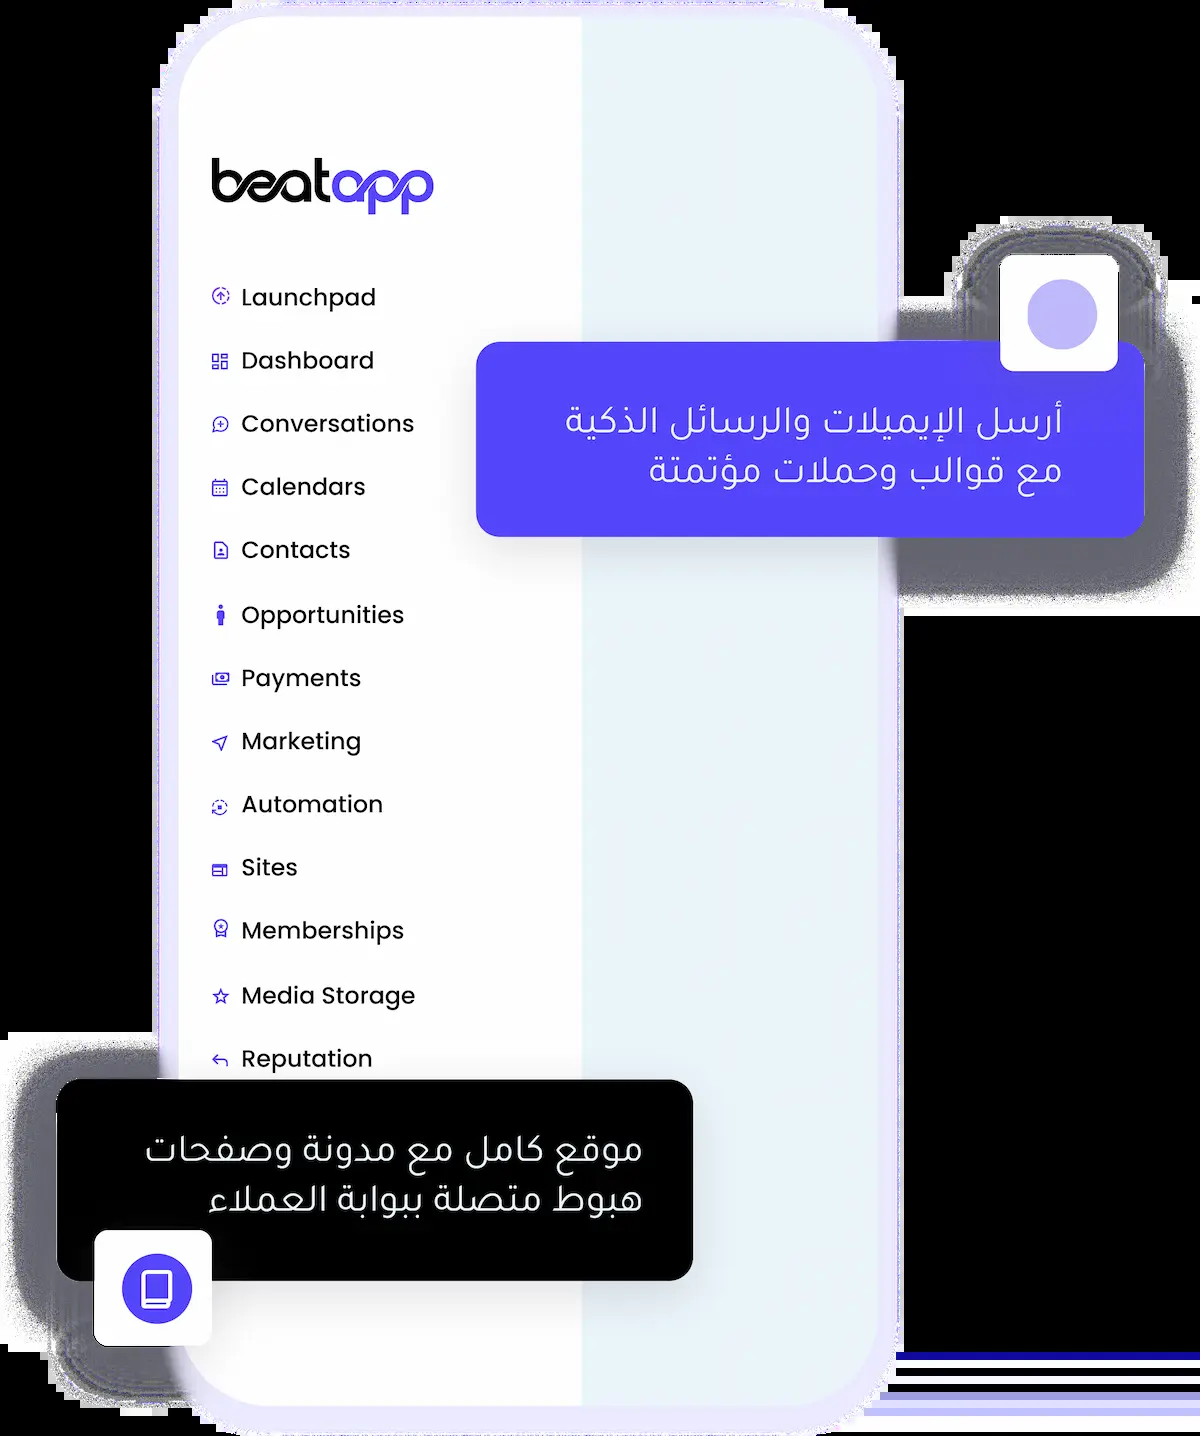 beatapp
Launchpad
Dashboard
Conversations
Calendars
Contacts
Opportunities
Payments
Marketing
Automation
Sites
Memberships
Media Storage
Reputation
أرسل الإيميلات والرسائل الذكية
مع قوالب وحملات مؤتمتة
موقع كامل مع مدونة وصفحات
هبوط متصلة ببوابة العملاء